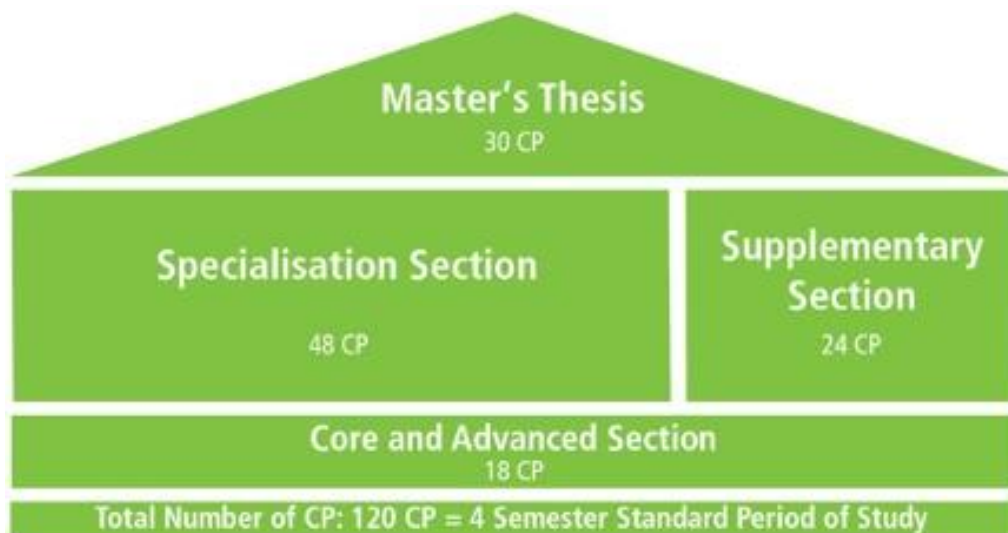 Master's Thesis
30 CP
Specialisation Section
48 CP
Supplementary
Section
24 CP
Core and Advanced Section
18 CP
Total Number of CP: 120 CP = 4 Semester Standard Period of Study